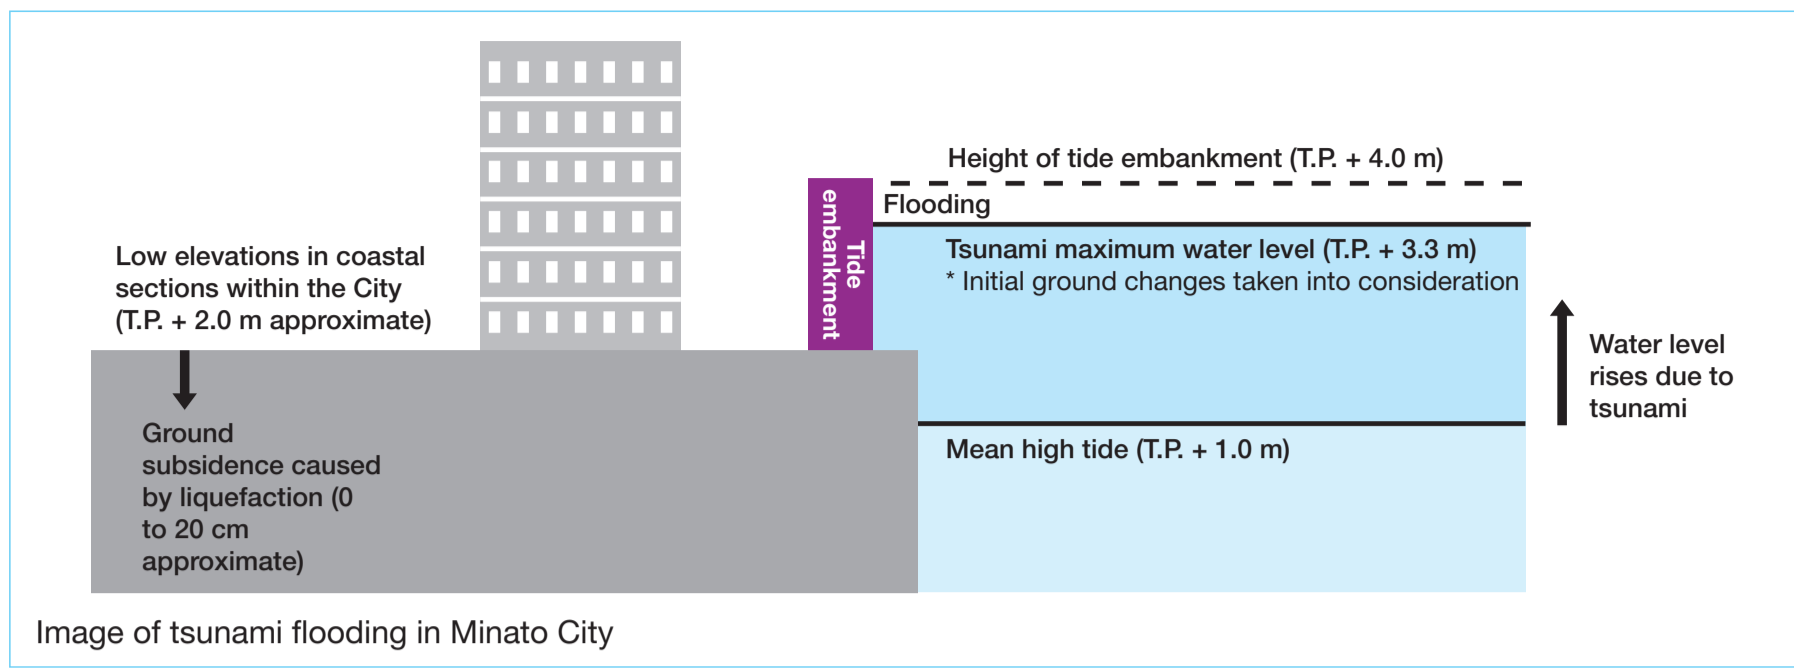 Height of tide embankment (T.P. + 4.0 m)
Flooding
Tide
embankment
Low elevations in coastal
sections within the City
(T.P. + 2.0 m approximate)
Tsunami maximum water level (T.P. + 3.3 m)
* Initial ground changes taken into consideration
Water level
rises due to
tsunami
Ground
subsidence caused
by liquefaction (0
to 20 cm
approximate)
Mean high tide (T.P. + 1.0 m)
Image of tsunami flooding in Minato City